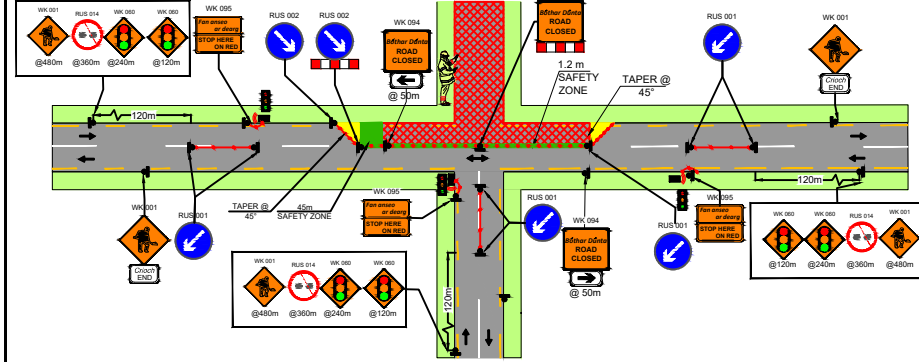 WK 001
RUS 014
WK 060
WK 060
@480m
@360m
@240m
@120m
WK 095
Fan anseo
ar dearg
STOP HERE
ON RED
RUS 002
RUS 002
WK 094
Bóthar Dúnta
ROAD
CLOSED
@ 50m
Bóthar Dúnta
ROAD
CLOSED
1.2 m
SAFETY
ZONE
TAPER @
45°
RUS 001
WK 001
Críoch
END
120m
WK 001
Críoch
END
RUS 001
TAPER @
45°
45m
SAFETY ZONE
WK 095
Fan anseo
ar dearg
STOP HERE
ON RED
RUS 001
WK 094
Bóthar Dúnta
ROAD
CLOSED
@ 50m
RUS 001
WK 095
Fan anseo
ar dearg
STOP HERE
ON RED
120m
WK 060
WK 060
RUS 014
WK 001
@120m
@240m
@360m
@480m
WK 001
RUS 014
WK 060
WK 060
@480m
@360m
@240m
@120m
120m